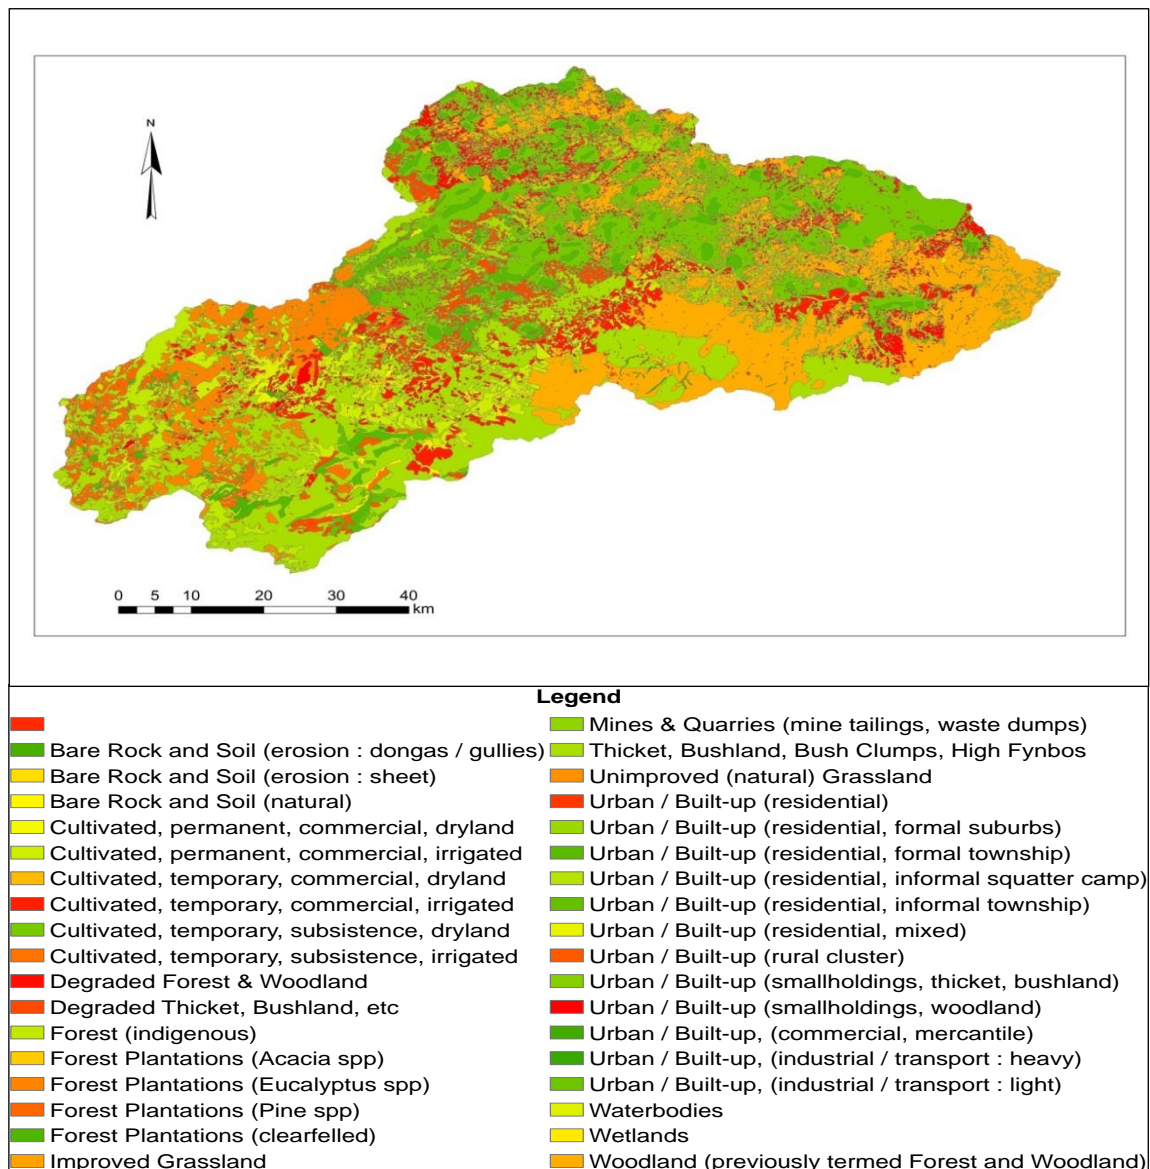 N
0 5 10 20 30 40
km
Legend
Bare Rock and Soil (erosion : dongas / gullies)
Bare Rock and Soil (erosion : sheet)
Bare Rock and Soil (natural)
Cultivated, permanent, commercial, dryland
Cultivated, permanent, commercial, irrigated
Cultivated, temporary, commercial, dryland
Cultivated, temporary, commercial, irrigated
Cultivated, temporary, subsistence, dryland
Cultivated, temporary, subsistence, irrigated
Degraded Forest & Woodland
Degraded Thicket, Bushland, etc
Forest (indigenous)
Forest Plantations (Acacia spp)
Forest Plantations (Eucalyptus spp)
Forest Plantations (Pine spp)
Forest Plantations (clearfelled)
Improved Grassland
Mines & Quarries (mine tailings, waste dumps)
Thicket, Bushland, Bush Clumps, High Fynbos
Unimproved (natural) Grassland
Urban / Built-up (residential)
Urban / Built-up (residential, formal suburbs)
Urban / Built-up (residential, formal township)
Urban / Built-up (residential, informal squatter camp)
Urban / Built-up (residential, informal township)
Urban / Built-up (residential, mixed)
Urban / Built-up (rural cluster)
Urban / Built-up (smallholdings, thicket, bushland)
Urban / Built-up (smallholdings, woodland)
Urban / Built-up, (commercial, mercantile)
Urban / Built-up, (industrial / transport : heavy)
Urban / Built-up, (industrial / transport : light)
Waterbodies
Wetlands
Woodland (previously termed Forest and Woodland)